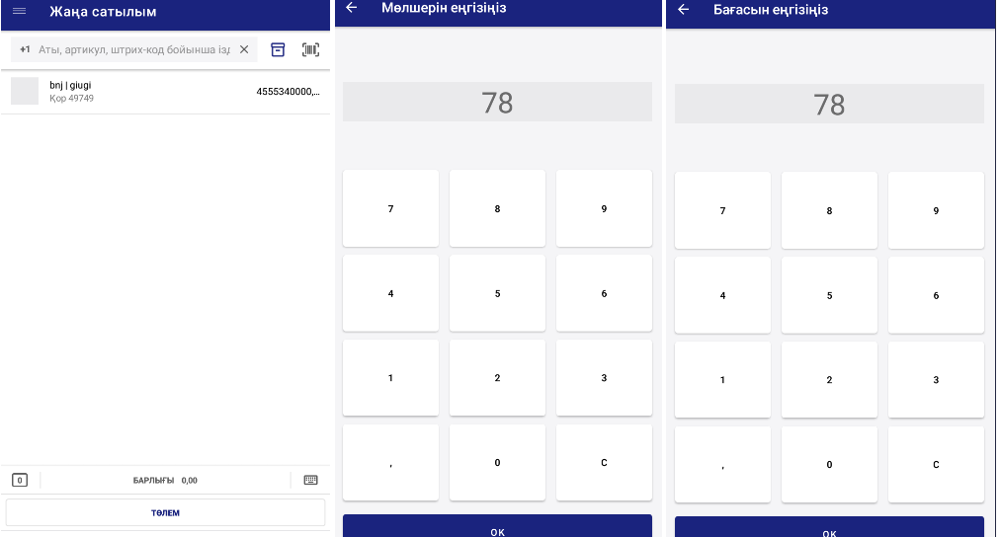 Жаңа сатылым
+1 Аты, артикул, штрих-код бойынша ізд
bnj | giugi
4555340000,...
Қор 49749
0 БАРЛЫҒЫ 0,00
ТӨЛЕМ
Мөлшерін еңгізіңіз
78
7 8 9
4 5 6
1 2 3
, 0 C
OK
Бағасын еңгізіңіз
78
7 8 9
4 5 6
1 2 3
, 0 C
OK